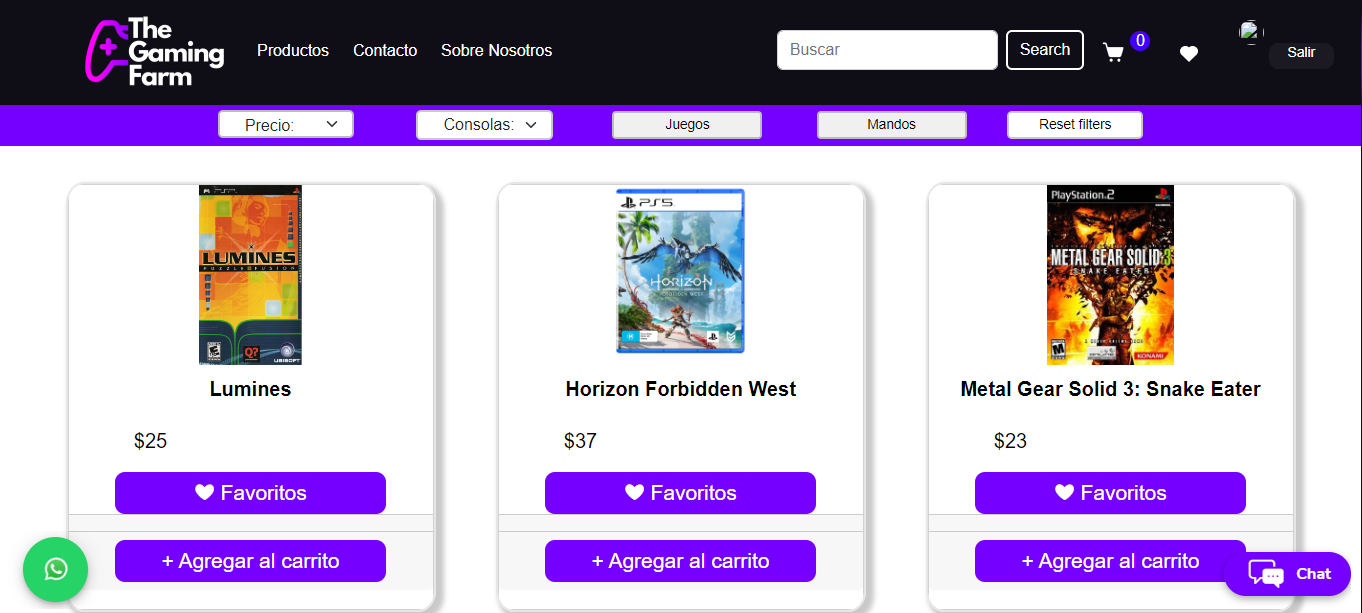 The
Gaming
Farm
Productos
Contacto
Sobre Nosotros
Buscar
Search
0
Salir
Precio:
Consolas:
Juegos
Mandos
Reset filters
LUMINES
PUZZLE FUSION
UBISOFT
PS5
HORIZON
FORBIDDEN WEST
PlayStation.2
METAL GEAR SOLID 3
SNAKE EATER
M
KONAMI
Lumines
Horizon Forbidden West
Metal Gear Solid 3: Snake Eater
$25
$37
$23
Favoritos
Favoritos
Favoritos
+ Agregar al carrito
+ Agregar al carrito
+ Agregar al carrito
Chat